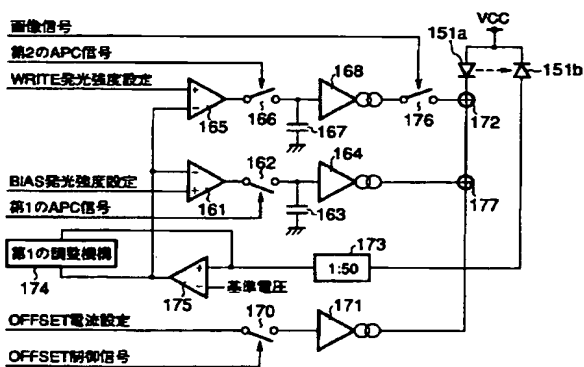 画像信号
第2のAPC信号
WRITE発光強度設定
151a
VCC
151b
165
166
167
168
176
172
BIAS発光強度設定
第1のAPC信号
161
162
163
164
177
第1の調整機構
174
175
基準電圧
173
1:50
OFFSET電流設定
170
171
OFFSET制御信号